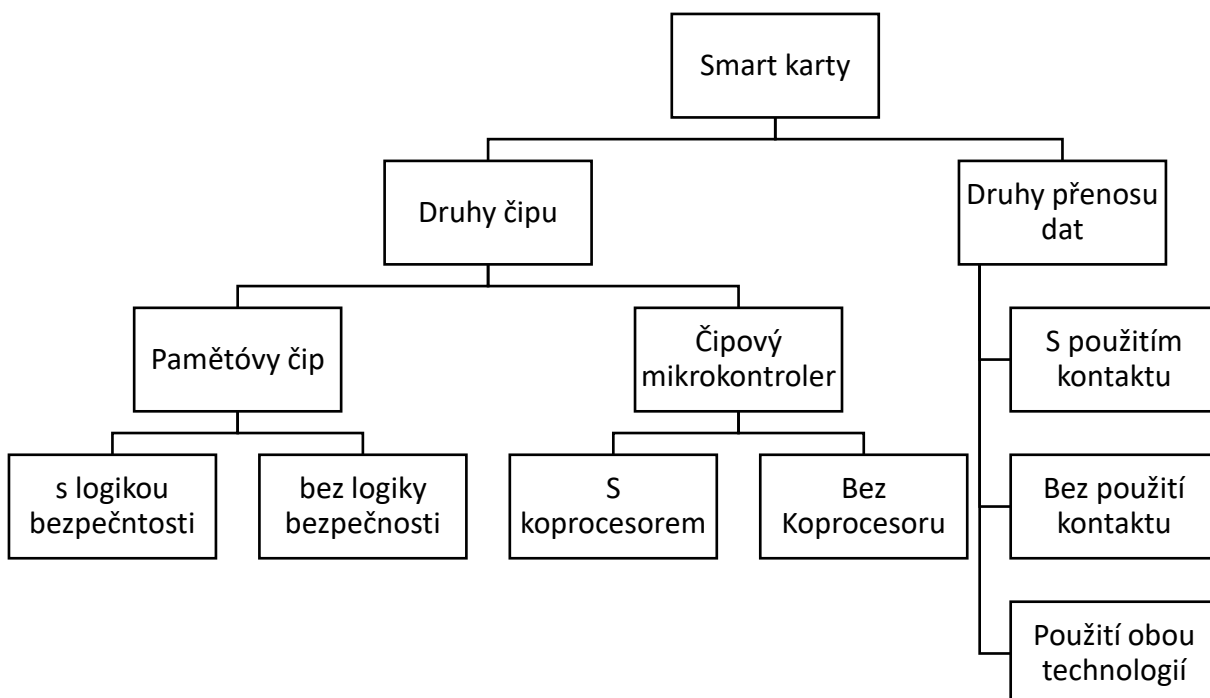 Smart karty
Druhy čipu
Druhy přenosu
dat
Pamětóvy čip
Čipový
mikrokontroler
S použitím
kontaktu
s logikou
bezpečntosti
bez logiky
bezpečnosti
S
koprocesorem
Bez
Koprocesoru
Bez použití
kontaktu
Použití obou
technologií